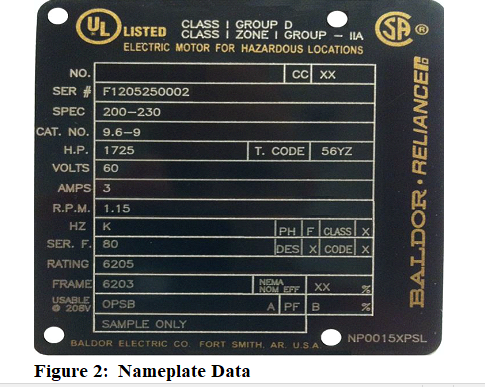 UL LISTED CLASS I GROUP D SA ®
CLASS I ZONE I GROUP - IIA
ELECTRIC MOTOR FOR HAZARDOUS LOCATIONS
NO. CC XX
SER # F1205250002
SPEC 200-230
CAT. NO. 9.6-9
H.P. 1725 T. CODE 56YZ
VOLTS 60
AMPS 3
R.P.M. 1.15
HZ K PH F CLASS X
SER. F. 80 DES X CODE X
RATING 6205
FRAME 6203 NEMA NOM EFF XX %
USABLE @ 208V OPSB A PF B %
SAMPLE ONLY
BALDOR ELECTRIC CO. FORT SMITH, AR. U.S.A. NP0015XPSL
BALDOR • RELIANCE
Figure 2: Nameplate Data